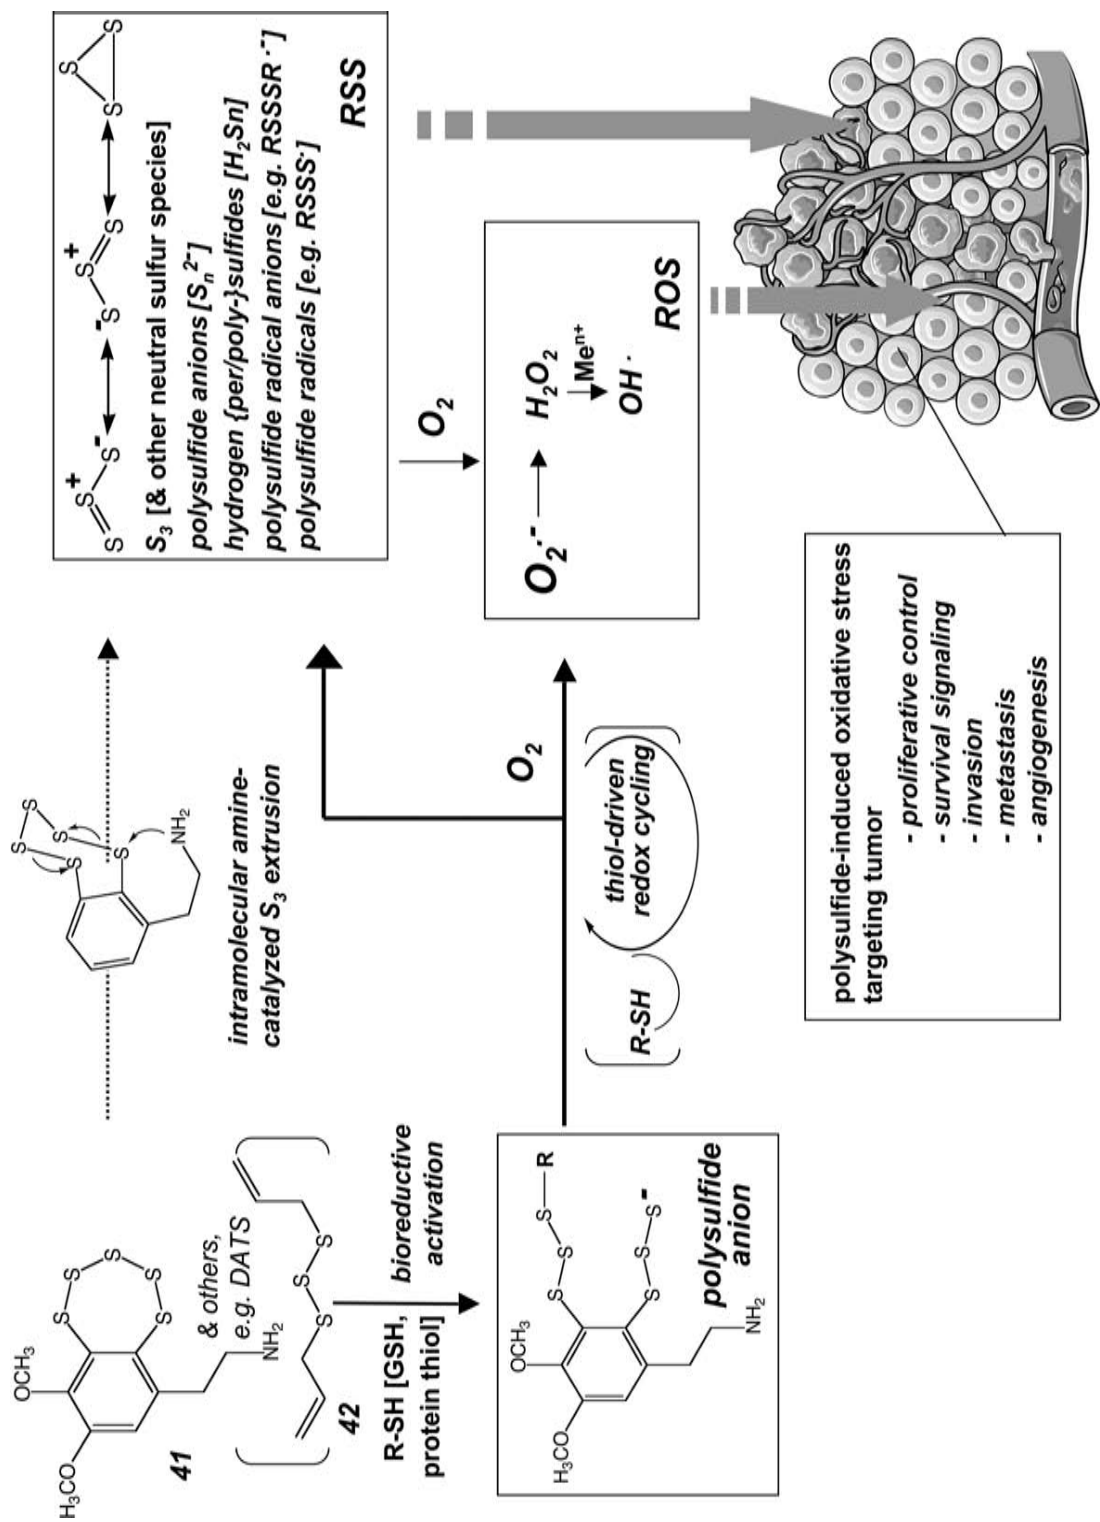 H3CO
OCH3
S
S
S
S
S
NH2
41
& others,
e.g. DATS
S
S
S
42
R-SH [GSH,
protein thiol]
bioreductive
activation
H3CO
OCH3
S
S
S
R
S
S
S-
NH2
polysulfide
anion
S
S
S
S
S
NH2
intramolecular amine-
catalyzed S3 extrusion
O2
[ R-SH
thiol-driven
redox cycling ]
S
S+
S-
S-
S+
S
S
S
S
S3 [& other neutral sulfur species]
polysulfide anions [Sn2-]
hydrogen {per/poly-}sulfides [H2Sn]
polysulfide radical anions [e.g. RSSSR·-]
polysulfide radicals [e.g. RSSS·]
RSS
O2
O2·-
H2O2
Men+
OH·
ROS
polysulfide-induced oxidative stress
targeting tumor
- proliferative control
- survival signaling
- invasion
- metastasis
- angiogenesis